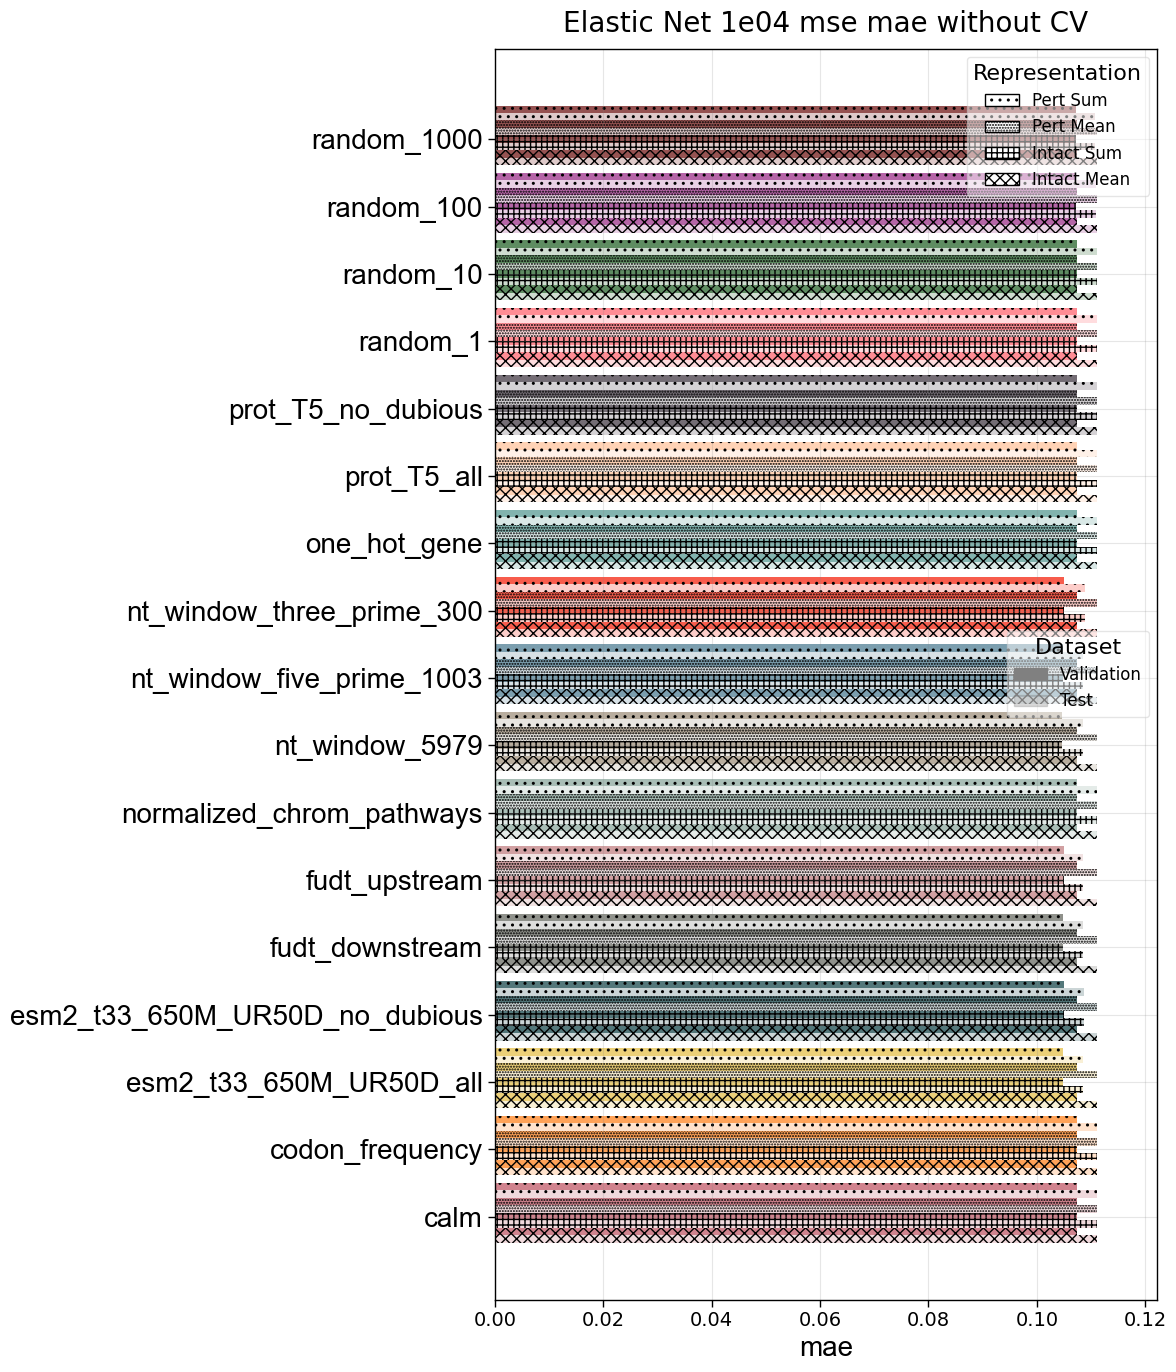 Elastic Net 1e04 mse mae without CV
Representation
Pert Sum
Pert Mean
Intact Sum
Intact Mean
random_1000
random_100
random_10
random_1
prot_T5_no_dubious
prot_T5_all
one_hot_gene
nt_window_three_prime_300
nt_window_five_prime_1003
Dataset
Validation
Test
nt_window_5979
normalized_chrom_pathways
fudt_upstream
fudt_downstream
esm2_t33_650M_UR50D_no_dubious
esm2_t33_650M_UR50D_all
codon_frequency
calm
0.00 0.02 0.04 0.06 0.08 0.10 0.12
mae